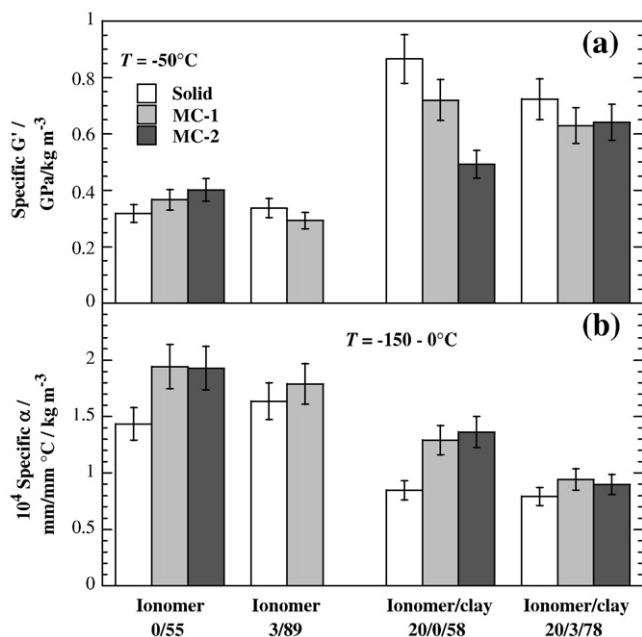 (a)
T = -50°C
Solid
MC-1
MC-2
Specific G' /
GPa/kg m-3
1
0.8
0.6
0.4
0.2
0
(b)
T = -150 - 0°C
10⁴ Specific α /
mm/mm °C / kg m-3
2
1.5
1
0.5
0
Ionomer Ionomer Ionomer/clay Ionomer/clay
0/55 3/89 20/0/58 20/3/78